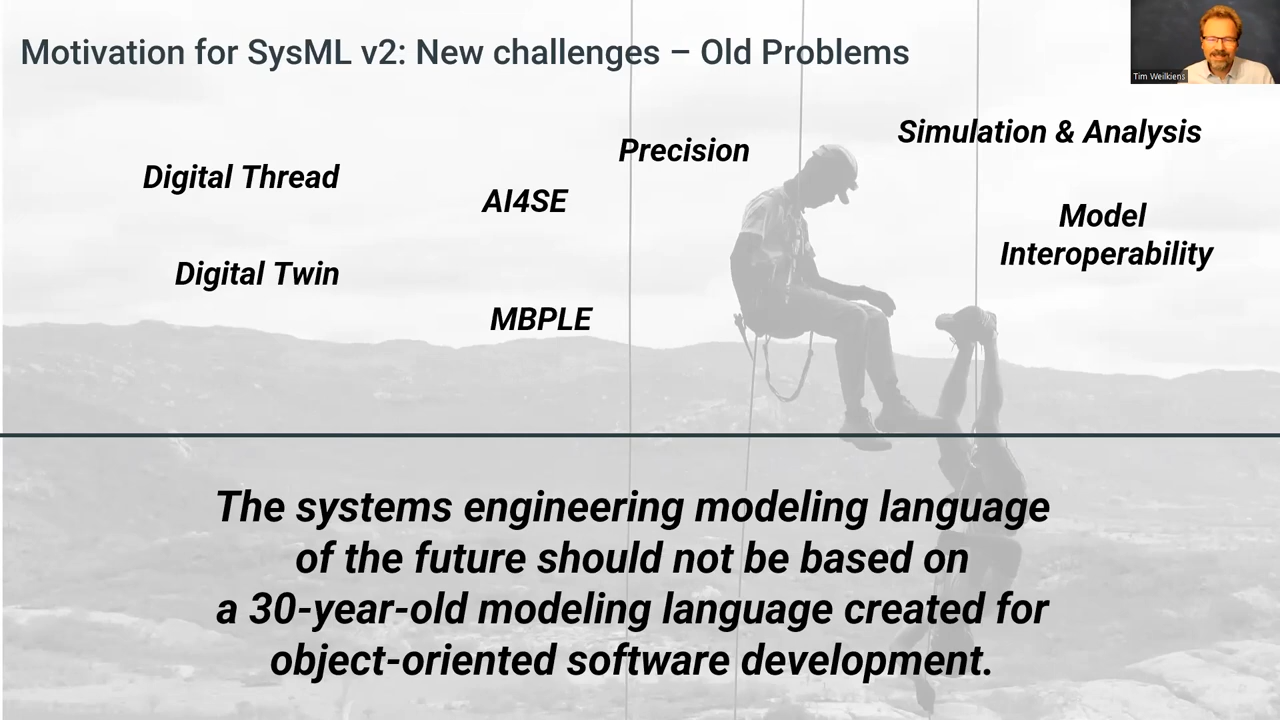 Motivation for SysML v2: New challenges – Old Problems
Tim Weilkiens
Simulation & Analysis
Precision
Digital Thread
AI4SE
Model
Interoperability
Digital Twin
MBPLE
The systems engineering modeling language
of the future should not be based on
a 30-year-old modeling language created for
object-oriented software development.